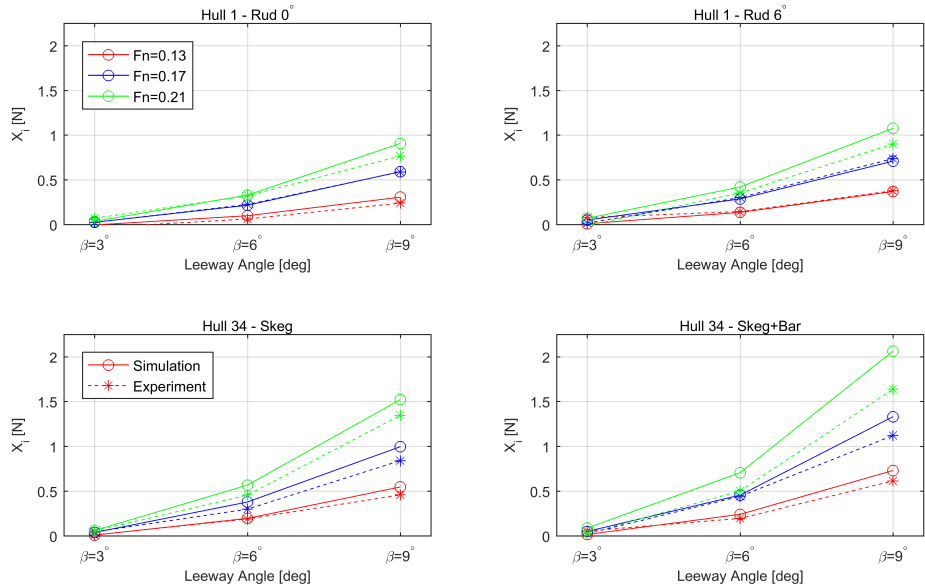 Hull 1 - Rud 0°
2
1.5
1
0.5
0
X_i [N]
Fn=0.13
Fn=0.17
Fn=0.21
β=3°
β=6°
β=9°
Leeway Angle [deg]
Hull 1 - Rud 6°
2
1.5
1
0.5
0
X_i [N]
β=3°
β=6°
β=9°
Leeway Angle [deg]
Hull 34 - Skeg
2
1.5
1
0.5
0
X_i [N]
Simulation
Experiment
β=3°
β=6°
β=9°
Leeway Angle [deg]
Hull 34 - Skeg+Bar
2
1.5
1
0.5
0
X_i [N]
β=3°
β=6°
β=9°
Leeway Angle [deg]